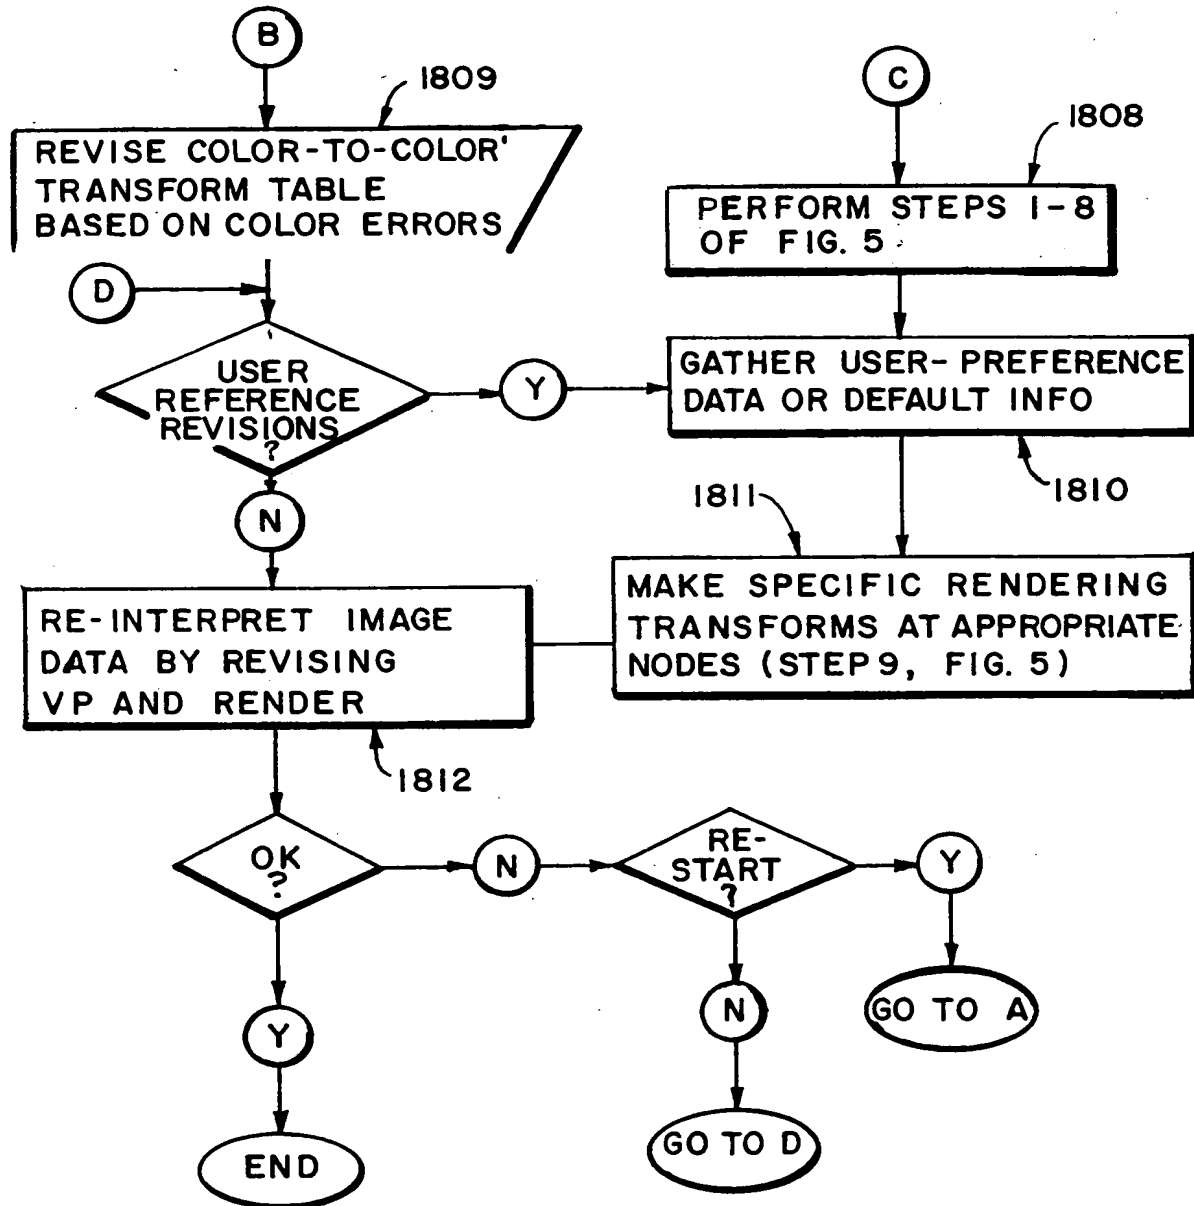 B
1809
REVISE COLOR-TO-COLOR'
TRANSFORM TABLE
BASED ON COLOR ERRORS
C
1808
PERFORM STEPS 1-8
OF FIG. 5
D
USER
REFERENCE
REVISIONS
?
Y
GATHER USER-PREFERENCE
DATA OR DEFAULT INFO
1810
N
1811
MAKE SPECIFIC RENDERING
TRANSFORMS AT APPROPRIATE
NODES (STEP 9, FIG. 5)
RE-INTERPRET IMAGE
DATA BY REVISING
VP AND RENDER
1812
OK
?
N
RE-
START
?
Y
GO TO A
N
GO TO D
Y
END